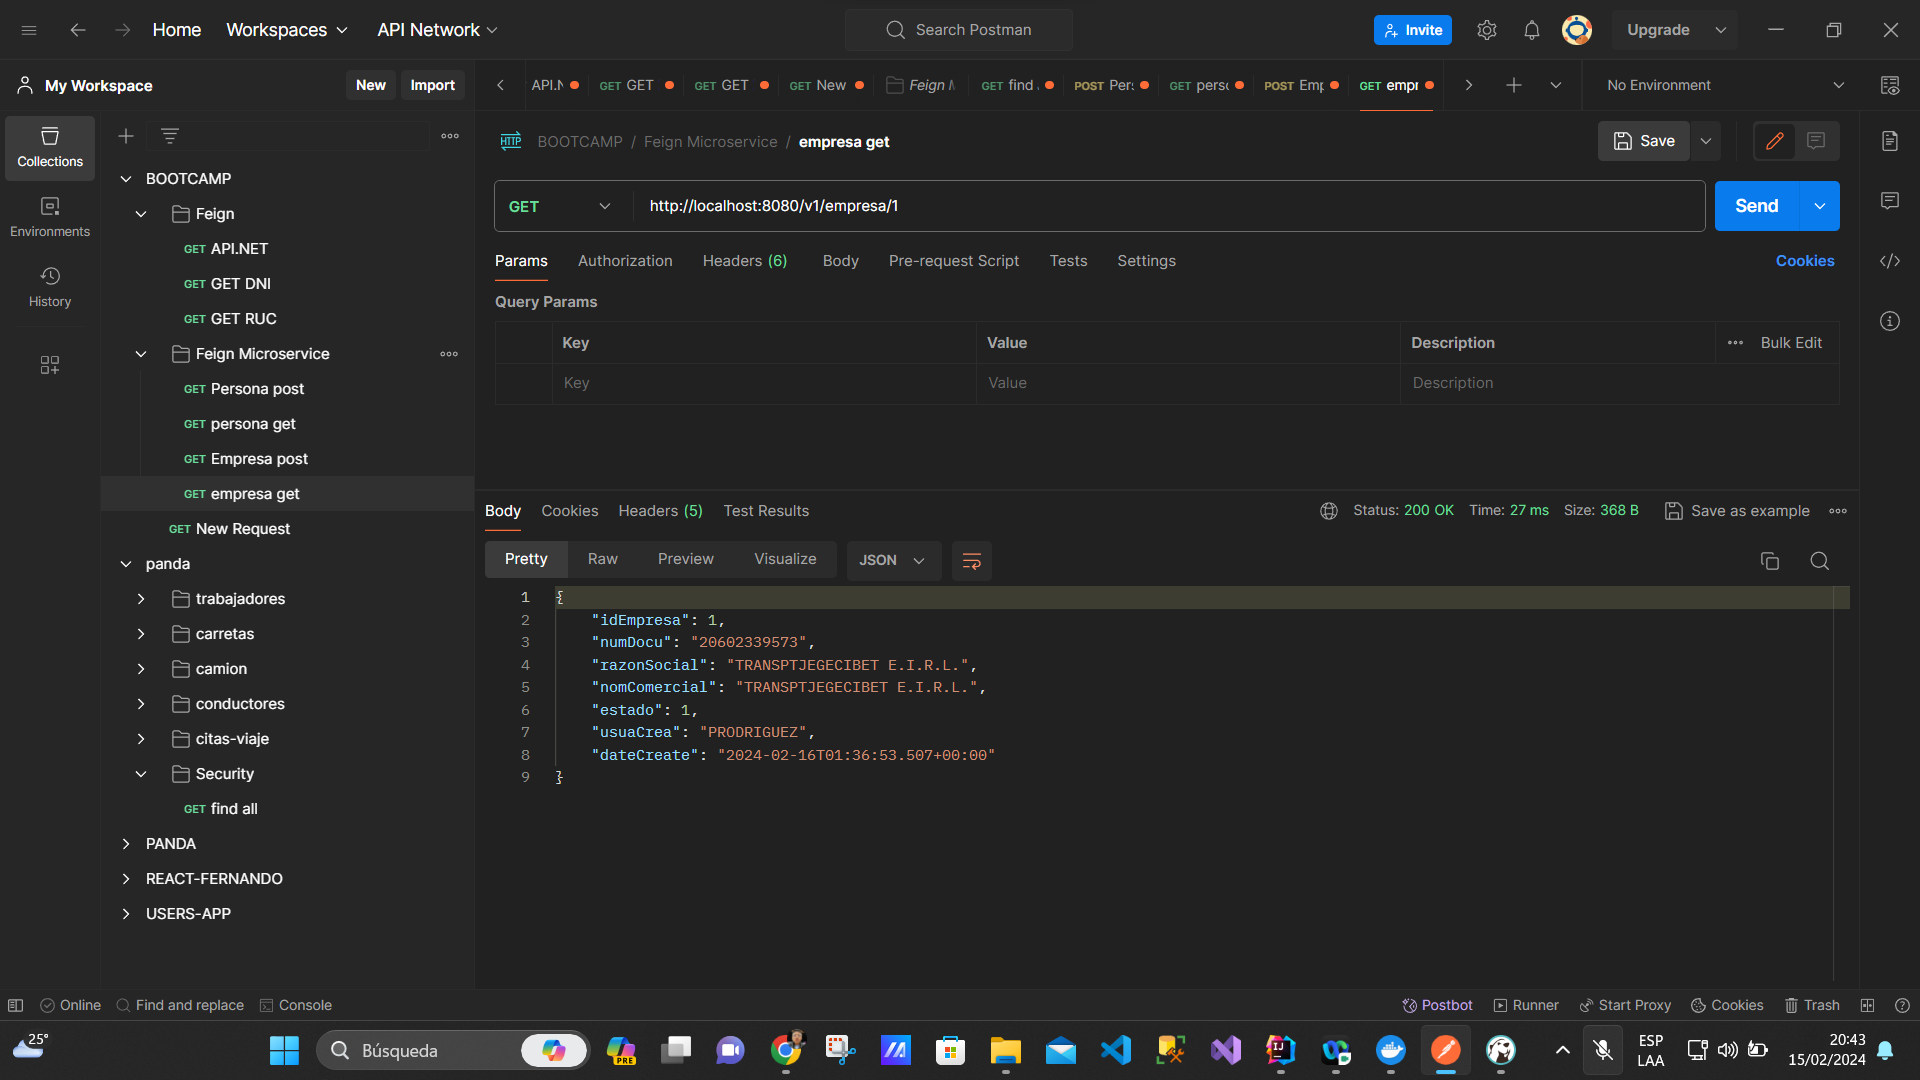 Home Workspaces API Network Search Postman Invite Upgrade
My Workspace New Import
API.N GET GET GET GET GET New Feign M GET find POST Pers GET perso POST Emp GET empr No Environment
Collections
Environments
History
BOOTCAMP
Feign
GET API.NET
GET GET DNI
GET GET RUC
Feign Microservice
GET Persona post
GET persona get
GET Empresa post
GET empresa get
GET New Request
panda
trabajadores
carretas
camion
conductores
citas-viaje
Security
GET find all
PANDA
REACT-FERNANDO
USERS-APP
HTTP BOOTCAMP / Feign Microservice / empresa get Save
GET http://localhost:8080/v1/empresa/1 Send
Params Authorization Headers (6) Body Pre-request Script Tests Settings Cookies
Query Params
Key Value Description Bulk Edit
Key Value Description
Body Cookies Headers (5) Test Results Status: 200 OK Time: 27 ms Size: 368 B Save as example
Pretty Raw Preview Visualize JSON
1 {
2 "idEmpresa": 1,
3 "numDocu": "20602339573",
4 "razonSocial": "TRANSPTJEGECIBET E.I.R.L.",
5 "nomComercial": "TRANSPTJEGECIBET E.I.R.L.",
6 "estado": 1,
7 "usuaCrea": "PRODRIGUEZ",
8 "dateCreate": "2024-02-16T01:36:53.507+00:00"
9 }
Online Find and replace Console Postbot Runner Start Proxy Cookies Trash
25° Búsqueda PRE IJ ESP 20:43
LAA 15/02/2024